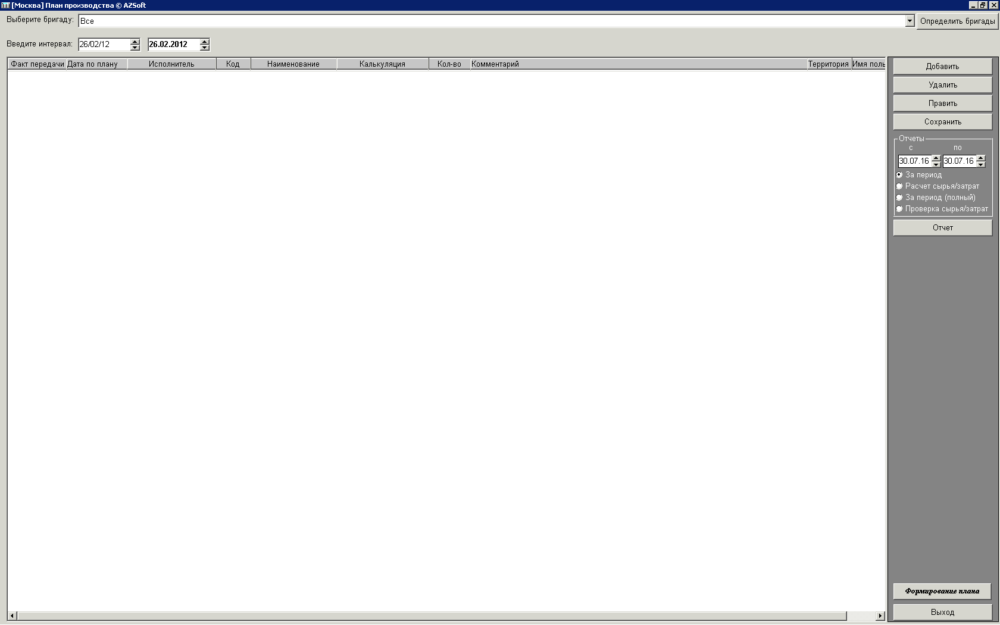 [Москва] План производства © AZSoft
Выберите бригаду: Все Определить бригады
Введите интервал: 26/02/12 26.02.2012
Факт передачи Дата по плану Исполнитель Код Наименование Калькуляция Кол-во Комментарий Территория Имя поль
Добавить
Удалить
Править
Сохранить
Отчеты
с по
30.07.16 30.07.16
За период
Расчет сырья/затрат
За период (полный)
Проверка сырья/затрат
Отчет
Формирование плана
Выход